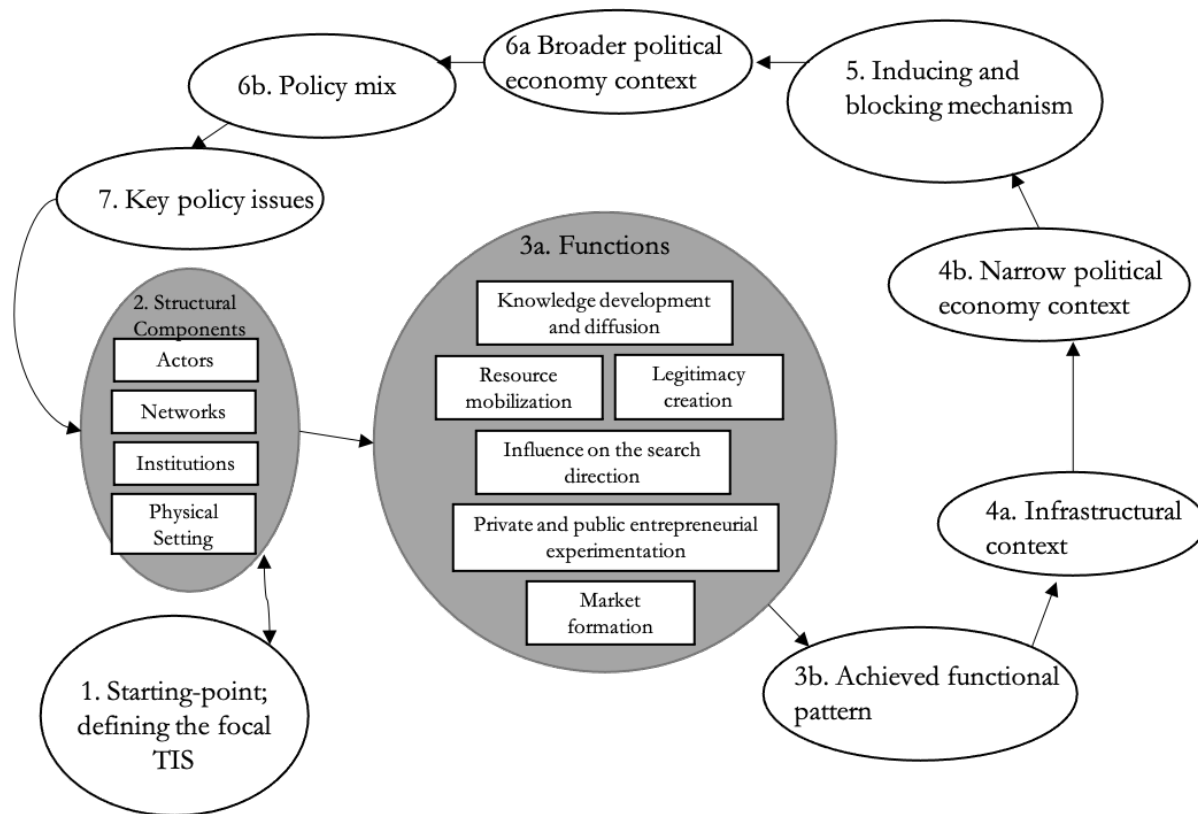 6a Broader political
economy context
6b. Policy mix
5. Inducing and
blocking mechanism
7. Key policy issues
3a. Functions
Knowledge development
and diffusion
Resource
mobilization
Legitimacy
creation
Influence on the search
direction
Private and public entrepreneurial
experimentation
Market
formation
2. Structural
Components
Actors
Networks
Institutions
Physical
Setting
4b. Narrow political
economy context
4a. Infrastructural
context
3b. Achieved functional
pattern
1. Starting-point;
defining the focal
TIS